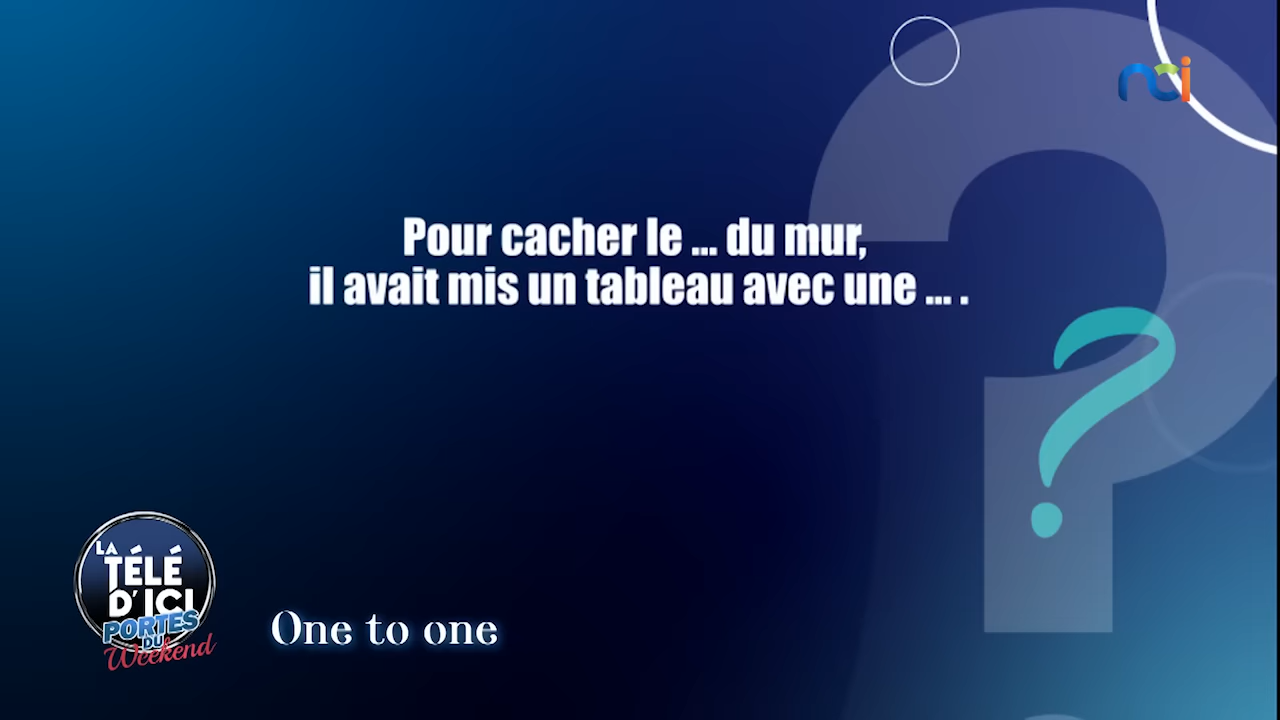 nci
Pour cacher le ... du mur,
il avait mis un tableau avec une ... .
LA
TÉLÉ
D'ICI
PORTES
DU
Weekend
One to one